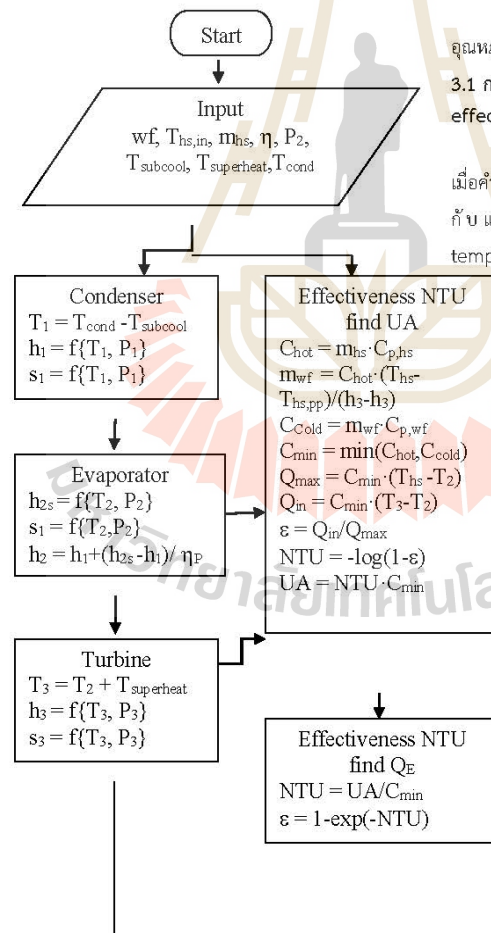 Start
Input
wf, T_hs,in, m_hs, η, P_2,
T_subcool, T_superheat,T_cond
Condenser
T_1 = T_cond -T_subcool
h_1 = f{T_1, P_1}
s_1 = f{T_1, P_1}
Evaporator
h_2s = f{T_2, P_2}
s_1 = f{T_2,P_2}
h_2 = h_1+(h_2s-h_1)/ η_P
Turbine
T_3 = T_2 + T_superheat
h_3 = f{T_3, P_3}
s_3 = f{T_3, P_3}
Effectiveness NTU
find UA
C_hot = m_hs·C_p,hs
m_wf = C_hot·(T_hs-
T_hs,pp)/(h_3-h_3)
C_Cold = m_wf·C_p,wf
C_min = min(C_hot,C_cold)
Q_max = C_min·(T_hs -T_2)
Q_in = C_min·(T_3-T_2)
ε = Q_in/Q_max
NTU = -log(1-ε)
UA = NTU·C_min
Effectiveness NTU
find Q_E
NTU = UA/C_min
ε = 1-exp(-NTU)
3.1